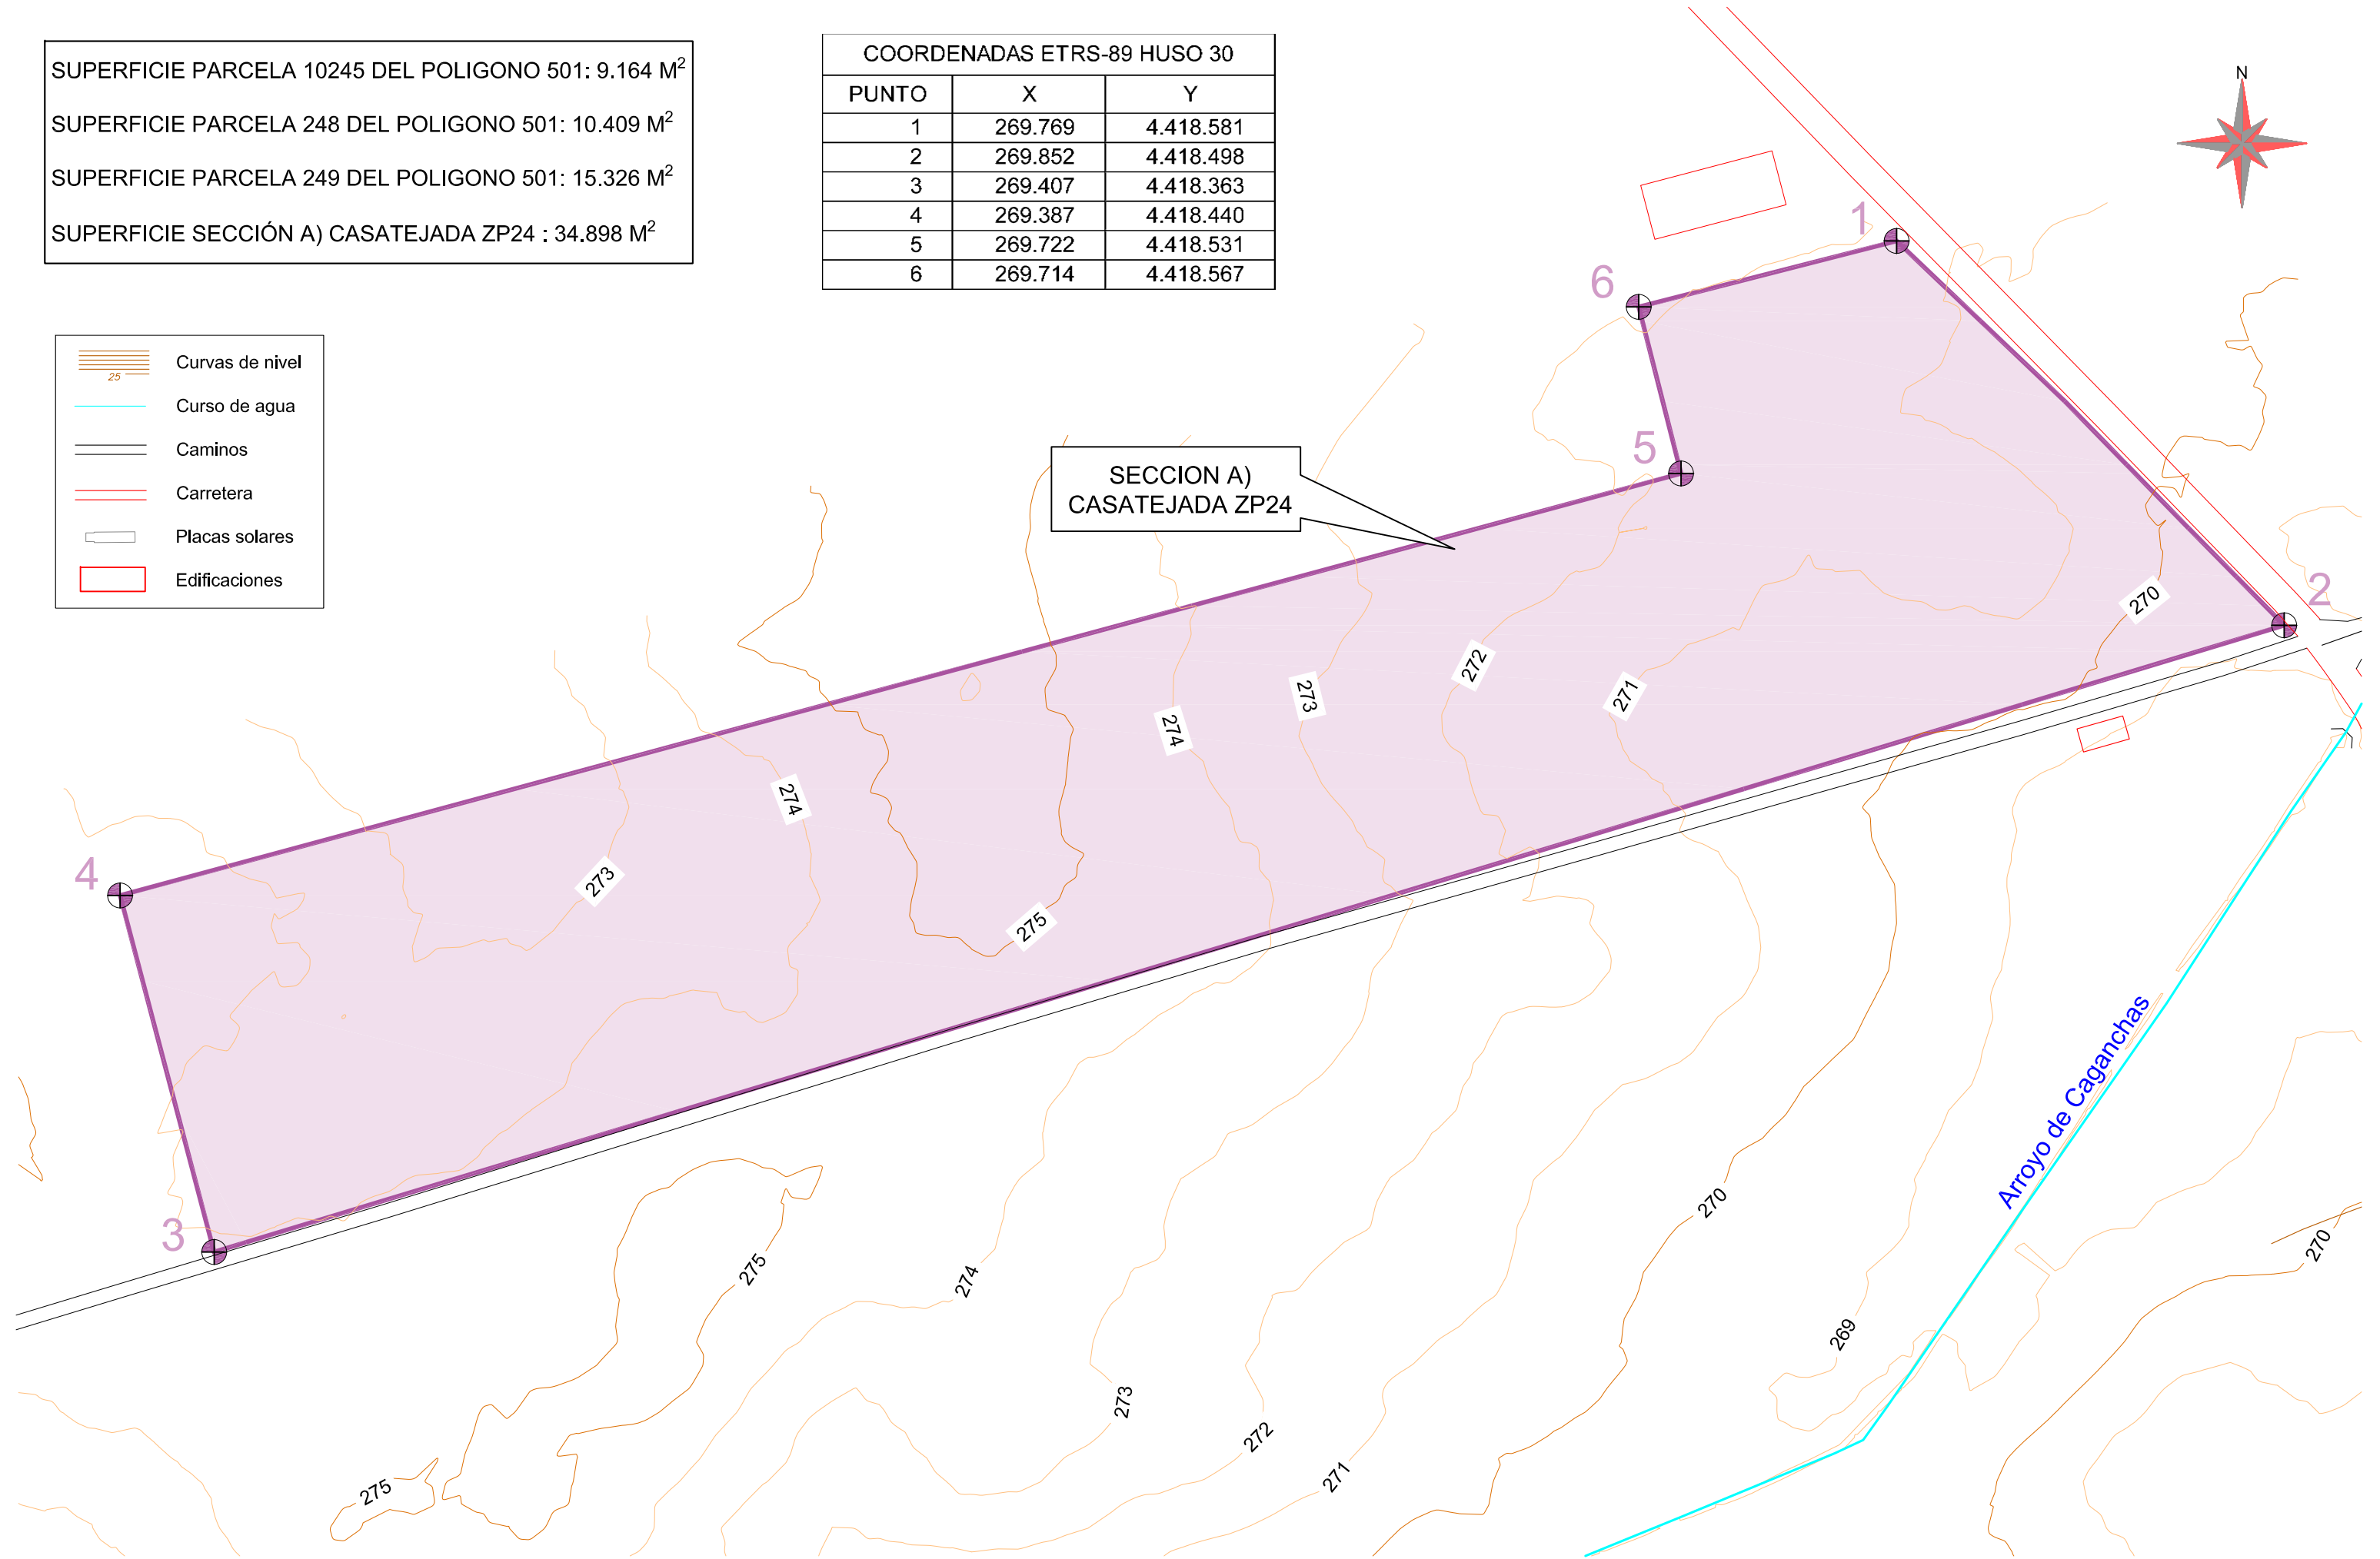 SUPERFICIE PARCELA 10245 DEL POLIGONO 501: 9.164 M²
SUPERFICIE PARCELA 248 DEL POLIGONO 501: 10.409 M²
SUPERFICIE PARCELA 249 DEL POLIGONO 501: 15.326 M²
SUPERFICIE SECCIÓN A) CASATEJADA ZP24 : 34.898 M²
COORDENADAS ETRS-89 HUSO 30
PUNTO X Y
1 269.769 4.418.581
2 269.852 4.418.498
3 269.407 4.418.363
4 269.387 4.418.440
5 269.722 4.418.531
6 269.714 4.418.567
N
25
Curvas de nivel
Curso de agua
Caminos
Carretera
Placas solares
Edificaciones
SECCION A)
CASATEJADA ZP24
1
6
5
2
4
3
270
272
271
273
274
274
273
275
275
274
275
273
272
271
270
269
270
Arroyo de Caganchas